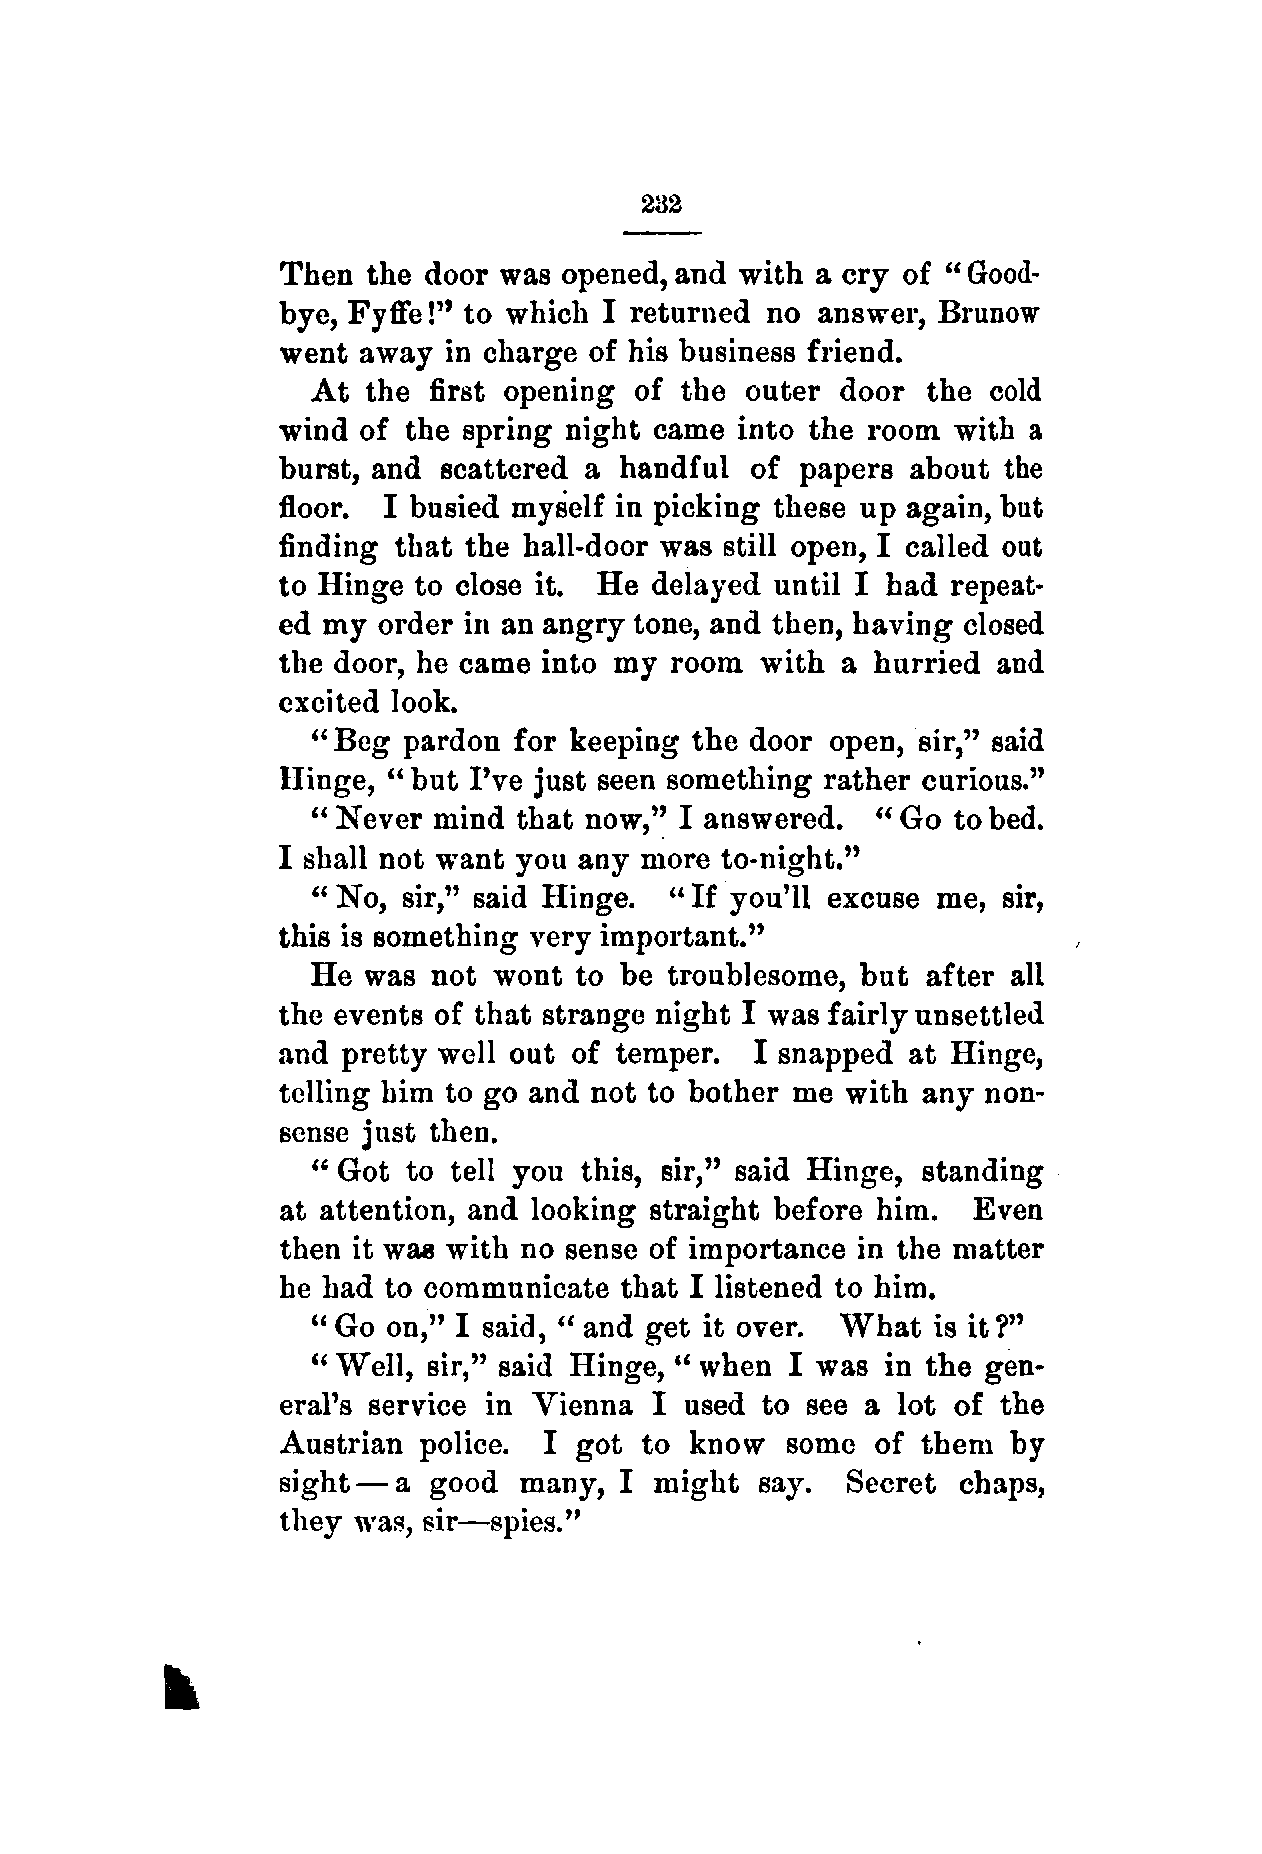 232
Then the door was opened, and with a cry of “Good-
bye, Fyffe!” to which I returned no answer, Brunow
went away in charge of his business friend.
At the first opening of the outer door the cold
wind of the spring night came into the room with a
burst, and scattered a handful of papers about the
floor. I busied myself in picking these up again, but
finding that the hall-door was still open, I called out
to Hinge to close it. He delayed until I had repeat-
ed my order in an angry tone, and then, having closed
the door, he came into my room with a hurried and
excited look.
“Beg pardon for keeping the door open, sir,” said
Hinge, “but I’ve just seen something rather curious.”
“Never mind that now,” I answered. “Go to bed.
I shall not want you any more to-night.”
“No, sir,” said Hinge. “If you’ll excuse me, sir,
this is something very important.”
He was not wont to be troublesome, but after all
the events of that strange night I was fairly unsettled
and pretty well out of temper. I snapped at Hinge,
telling him to go and not to bother me with any non-
sense just then.
“Got to tell you this, sir,” said Hinge, standing
at attention, and looking straight before him. Even
then it was with no sense of importance in the matter
he had to communicate that I listened to him.
“Go on,” I said, “and get it over. What is it?”
“Well, sir,” said Hinge, “when I was in the gen-
eral’s service in Vienna I used to see a lot of the
Austrian police. I got to know some of them by
sight—a good many, I might say. Secret chaps,
they was, sir—spies.”